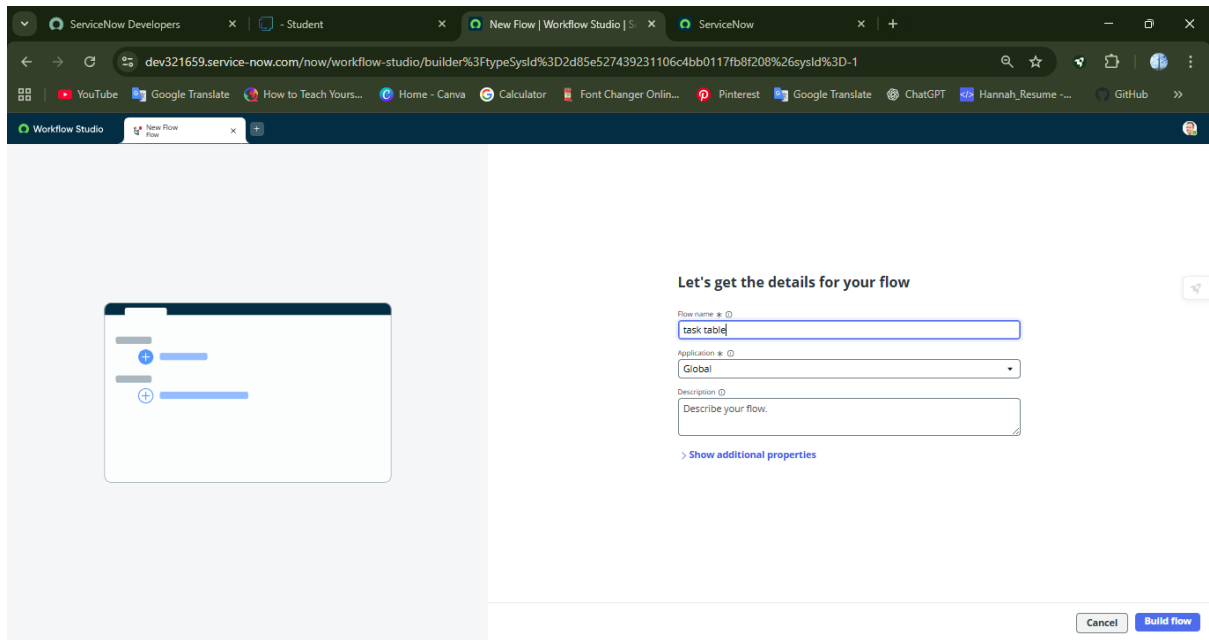 ServiceNow Developers
- Student
New Flow | Workflow Studio | S
ServiceNow
dev321659.service-now.com/now/workflow-studio/builder%3FtypeSysId%3D2d85e527439231106c4bb0117fb8f208%26sysId%3D-1
YouTube Google Translate How to Teach Yours... Home - Canva Calculator Font Changer Onlin... Pinterest Google Translate ChatGPT Hannah_Resume -... GitHub
Workflow Studio
New Flow
Flow
Let's get the details for your flow
Flow name
task table
Application
Global
Description
Describe your flow.
Show additional properties
Cancel Build flow